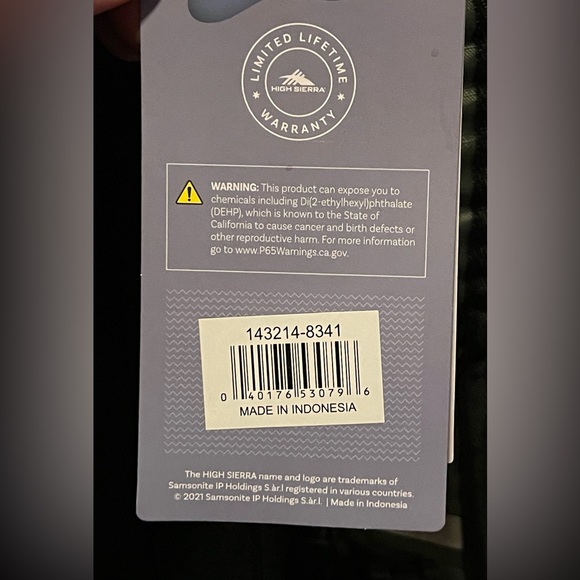 LIMITED LIFETIME
HIGH SIERRA
WARRANTY
WARNING: This product can expose you to
chemicals including Di(2-ethylhexyl)phthalate
(DEHP), which is known to the State of
California to cause cancer and birth defects or
other reproductive harm. For more information
go to www.P65Warnings.ca.gov.
143214-8341
0 40176 53079 6
MADE IN INDONESIA
The HIGH SIERRA name and logo are trademarks of
Samsonite IP Holdings S.àr.l registered in various countries.
© 2021 Samsonite IP Holdings S.àr.l. | Made in Indonesia